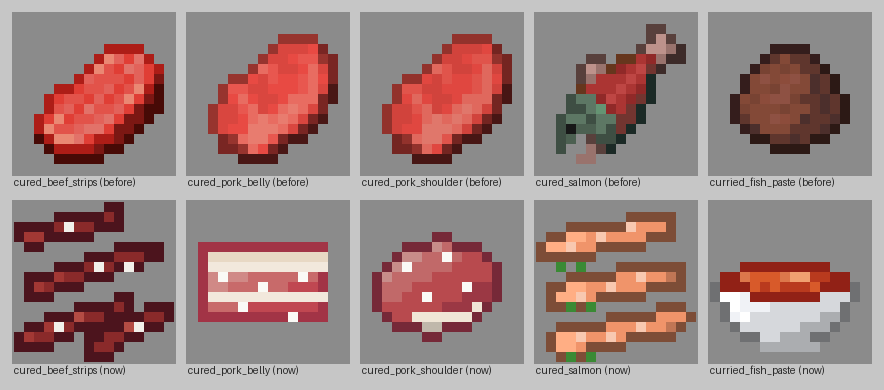 cured_beef_strips (before)
cured_pork_belly (before)
cured_pork_shoulder (before)
cured_salmon (before)
curried_fish_paste (before)
cured_beef_strips (now)
cured_pork_belly (now)
cured_pork_shoulder (now)
cured_salmon (now)
curried_fish_paste (now)